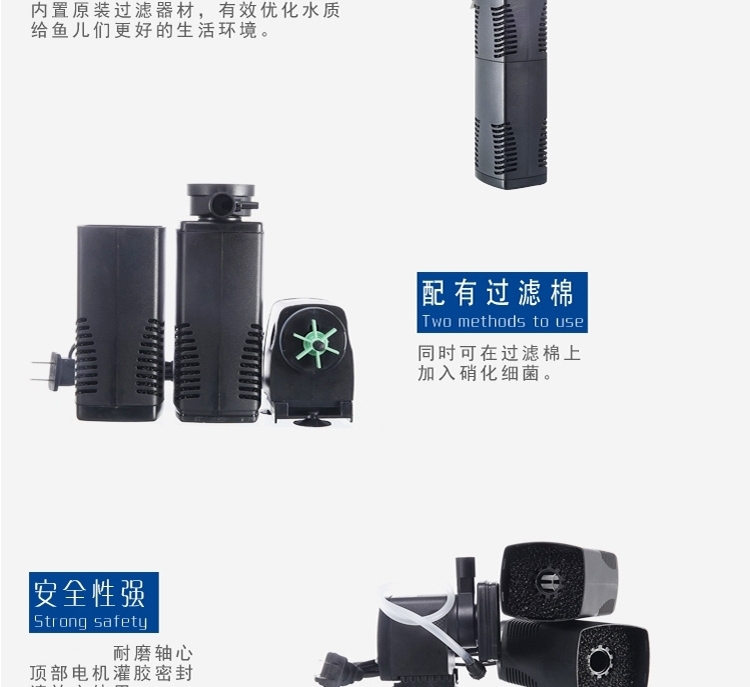 内置原装过滤器材，有效优化水质
给鱼儿们更好的生活环境。
配有过滤棉
Two methods to use
同时可在过滤棉上
加入硝化细菌。
安全性强
Strong safety
耐磨轴心
顶部电机灌胶密封